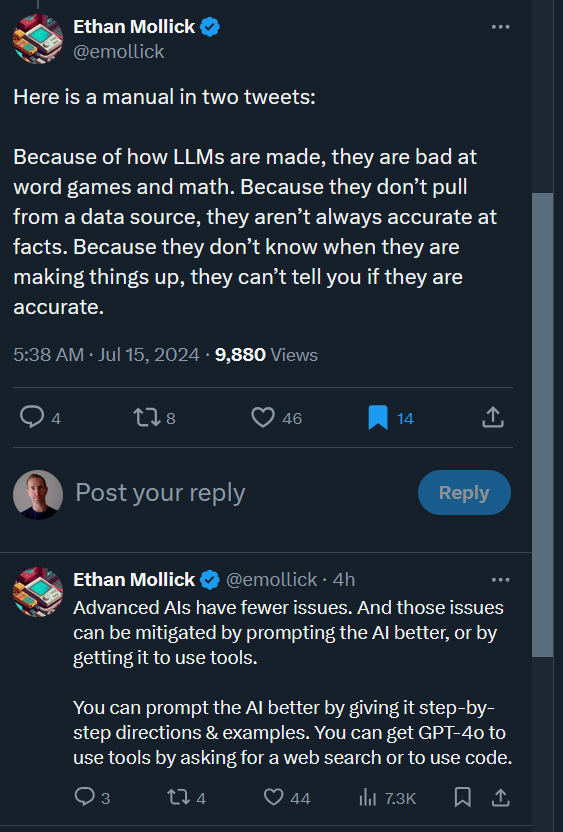 Ethan Mollick
@emollick
Here is a manual in two tweets:
Because of how LLMs are made, they are bad at
word games and math. Because they don’t pull
from a data source, they aren’t always accurate at
facts. Because they don’t know when they are
making things up, they can’t tell you if they are
accurate.
5:38 AM · Jul 15, 2024 · 9,880 Views
4 8 46 14
Post your reply Reply
Ethan Mollick @emollick · 4h
Advanced AIs have fewer issues. And those issues
can be mitigated by prompting the AI better, or by
getting it to use tools.
You can prompt the AI better by giving it step-by-
step directions & examples. You can get GPT-4o to
use tools by asking for a web search or to use code.
3 4 44 7.3K